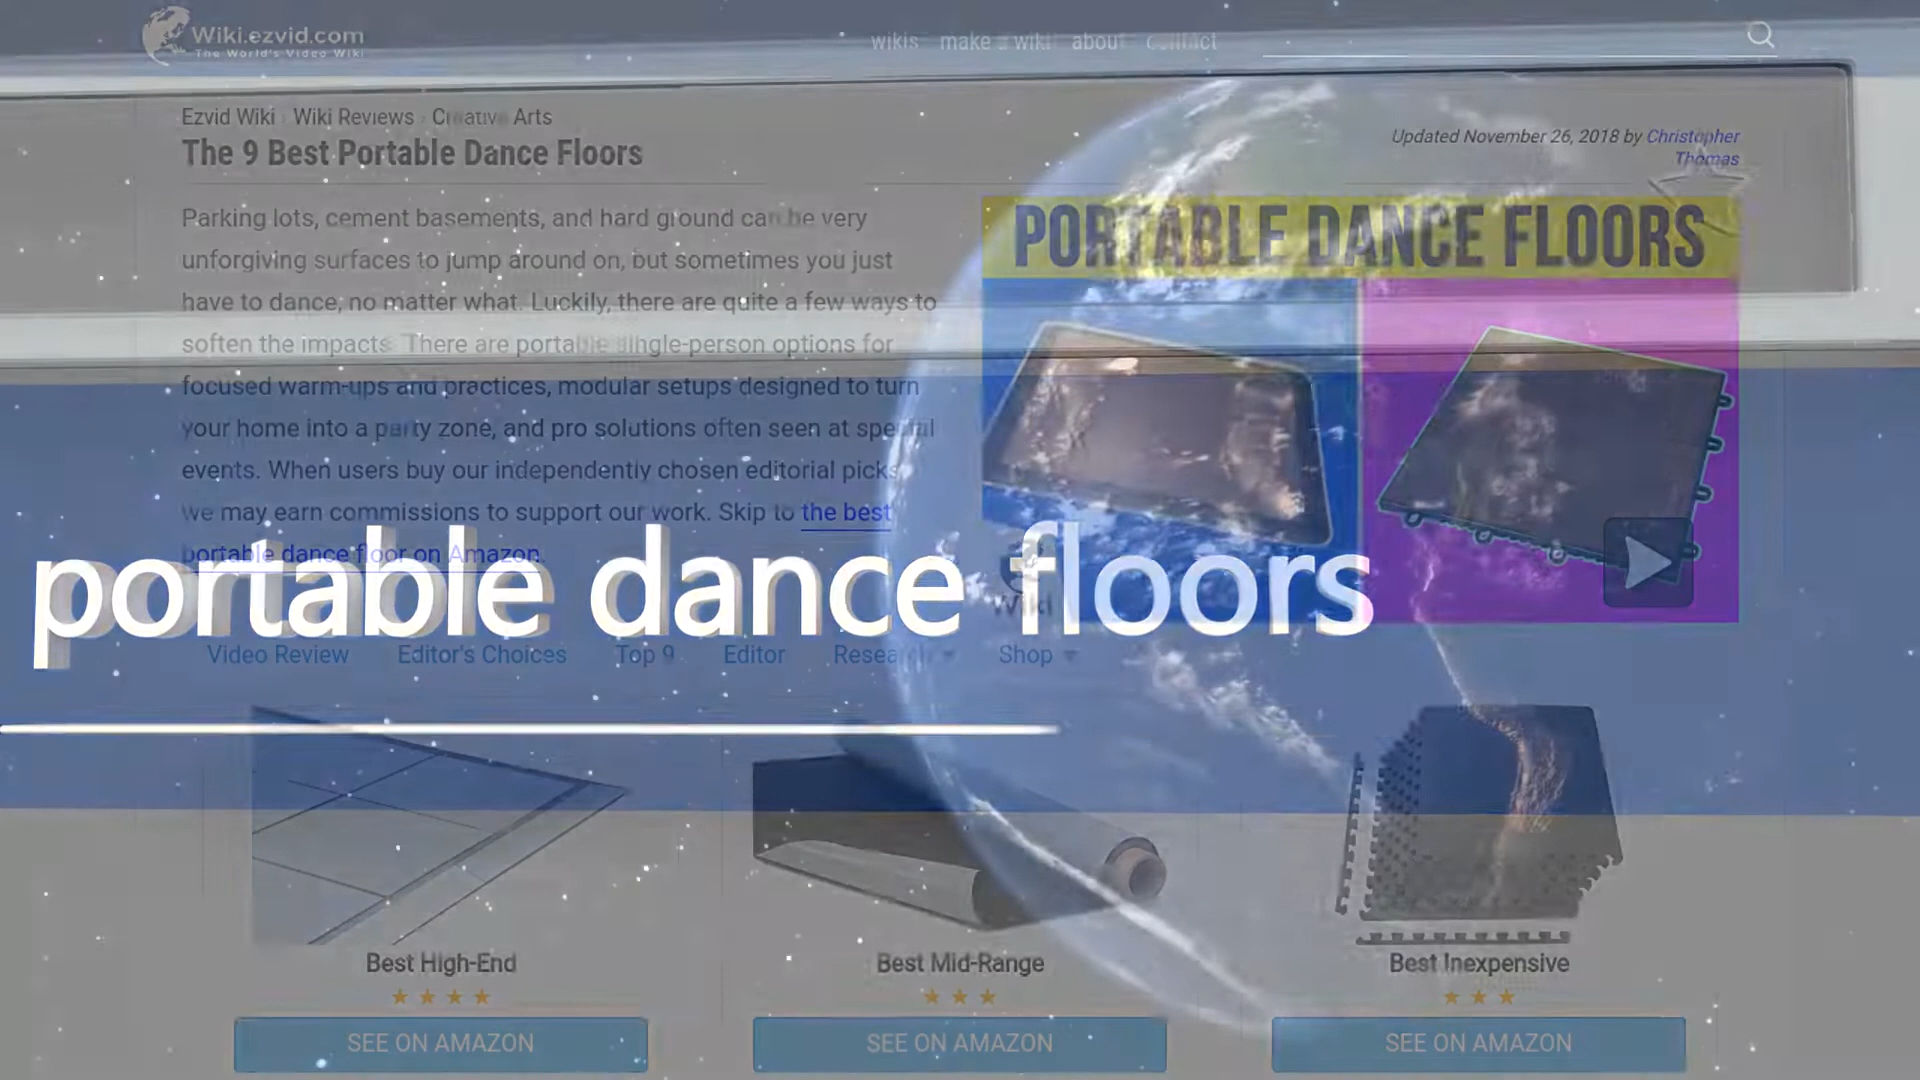 Wiki.ezvid.com
The World's Video Wiki
wikis make a wiki about contact
Ezvid Wiki Wiki Reviews Creative Arts
The 9 Best Portable Dance Floors
Updated November 26, 2018 by Christopher
Thomas
Parking lots, cement basements, and hard ground can be very
unforgiving surfaces to jump around on, but sometimes you just
have to dance, no matter what. Luckily, there are quite a few ways to
soften the impacts. There are portable single-person options for
focused warm-ups and practices, modular setups designed to turn
your home into a party zone, and pro solutions often seen at special
events. When users buy our independently chosen editorial picks,
we may earn commissions to support our work. Skip to the best
portable dance floor on Amazon.
PORTABLE DANCE FLOORS
Wiki
portable dance floors
Video Review Editor's Choices Top 9 Editor Research Shop
Best High-End
Best Mid-Range
Best Inexpensive
SEE ON AMAZON
SEE ON AMAZON
SEE ON AMAZON